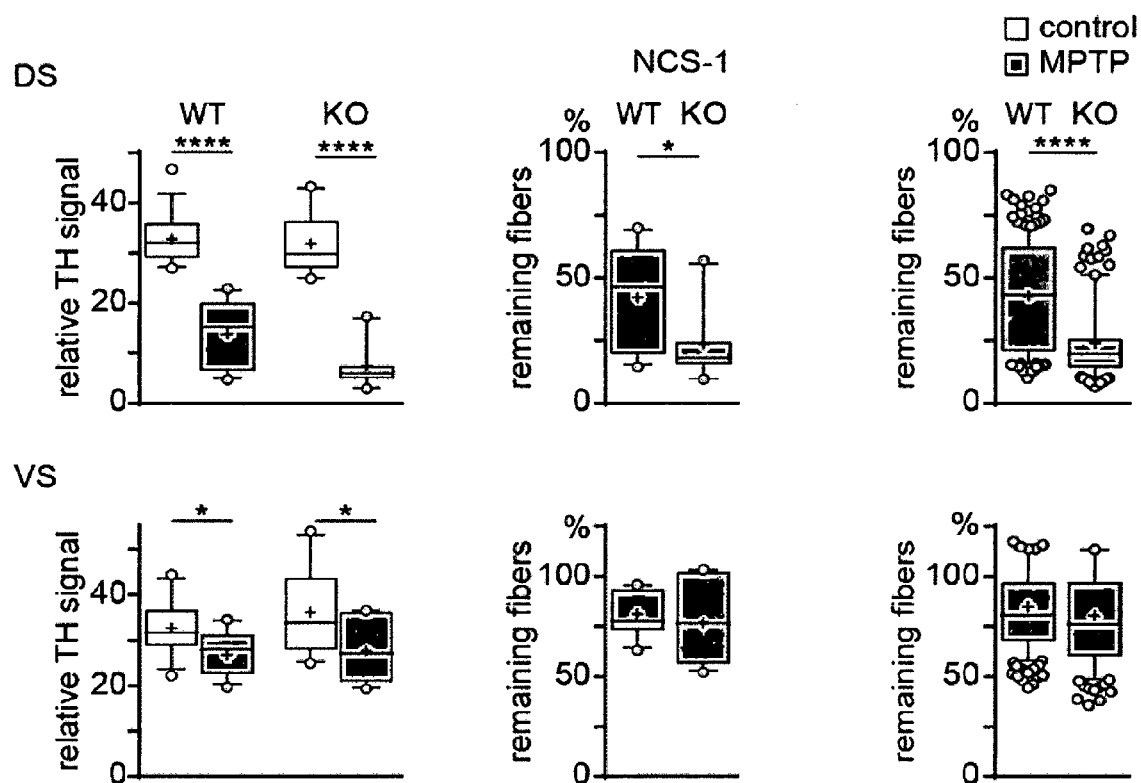 control
MPTP
DS
NCS-1
WT KO
**** ****
relative TH signal
40
20
0
%
WT KO
*
remaining fibers
100
50
0
%
WT KO
****
remaining fibers
100
50
0
VS
* *
relative TH signal
40
20
0
%
remaining fibers
100
50
0
%
remaining fibers
100
50
0